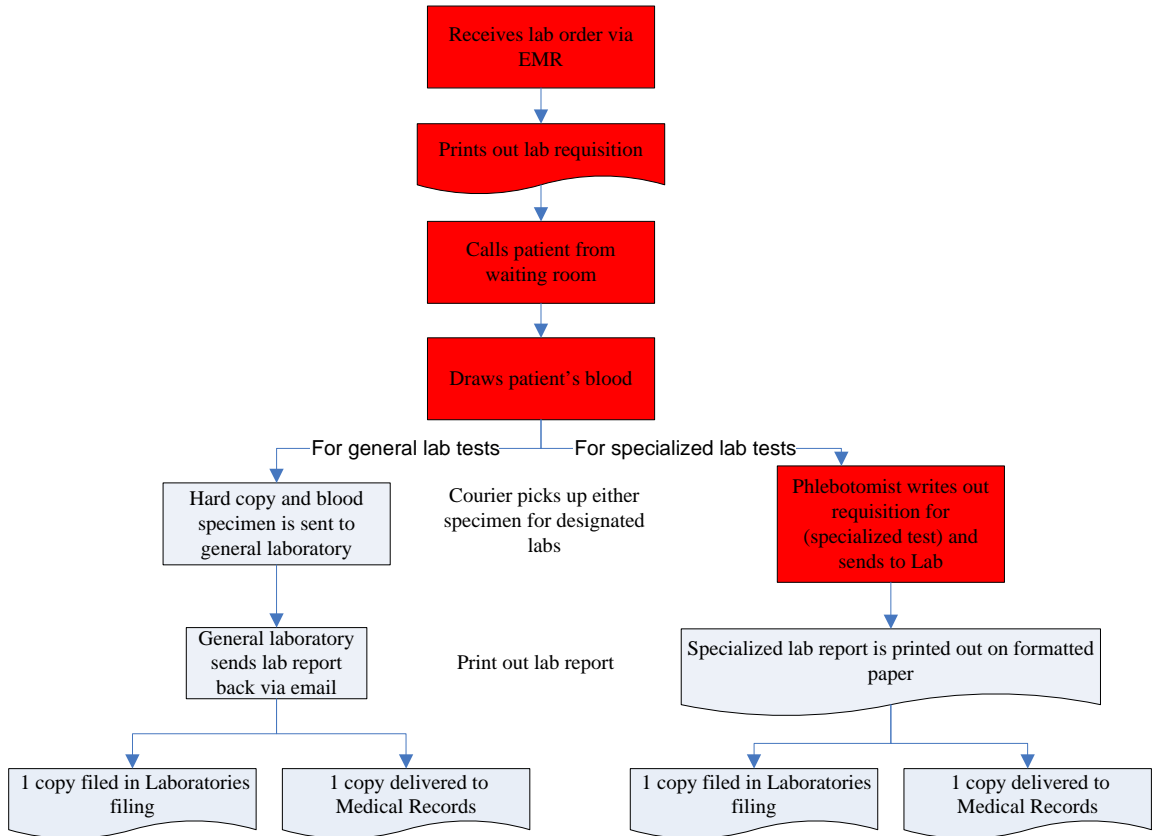 Receives lab order via
EMR
Prints out lab requisition
Calls patient from
waiting room
Draws patient’s blood
For general lab tests
For specialized lab tests
Hard copy and blood
specimen is sent to
general laboratory
Courier picks up either
specimen for designated
labs
Phlebotomist writes out
requisition for
(specialized test) and
sends to Lab
General laboratory
sends lab report
back via email
Print out lab report
Specialized lab report is printed out on formatted
paper
1 copy filed in Laboratories
filing
1 copy delivered to
Medical Records
1 copy filed in Laboratories
filing
1 copy delivered to
Medical Records